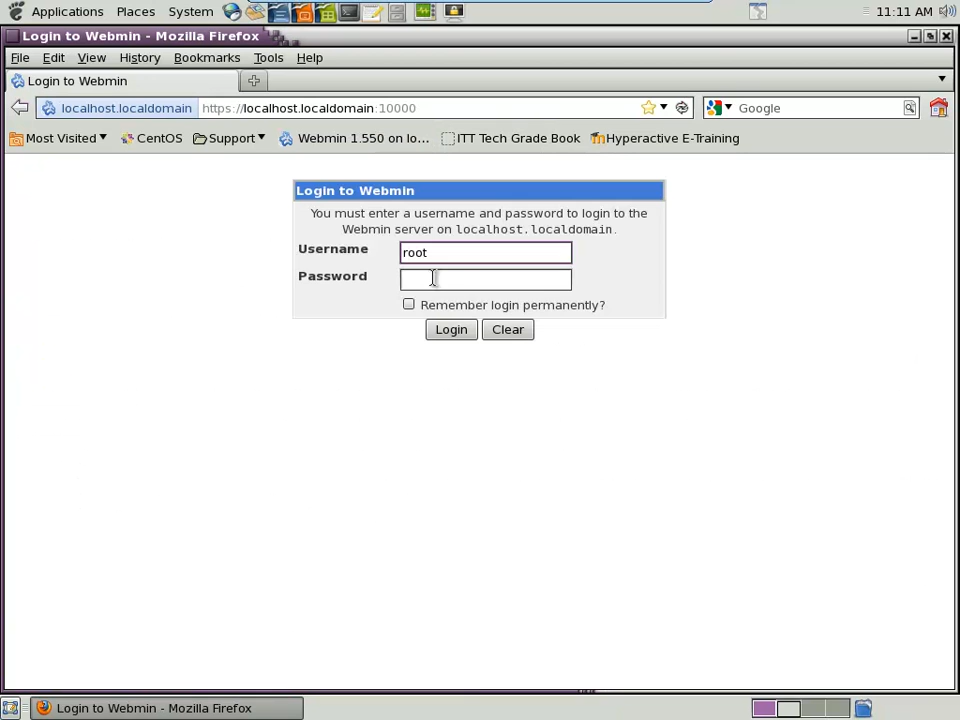 Applications Places System 11:11 AM
Login to Webmin - Mozilla Firefox
File Edit View History Bookmarks Tools Help
Login to Webmin
localhost.localdomain https://localhost.localdomain:10000 Google
Most Visited CentOS Support Webmin 1.550 on lo... ITT Tech Grade Book Hyperactive E-Training
Login to Webmin
You must enter a username and password to login to the
Webmin server on localhost.localdomain.
Username root
Password
Remember login permanently?
Login Clear
Login to Webmin - Mozilla Firefox